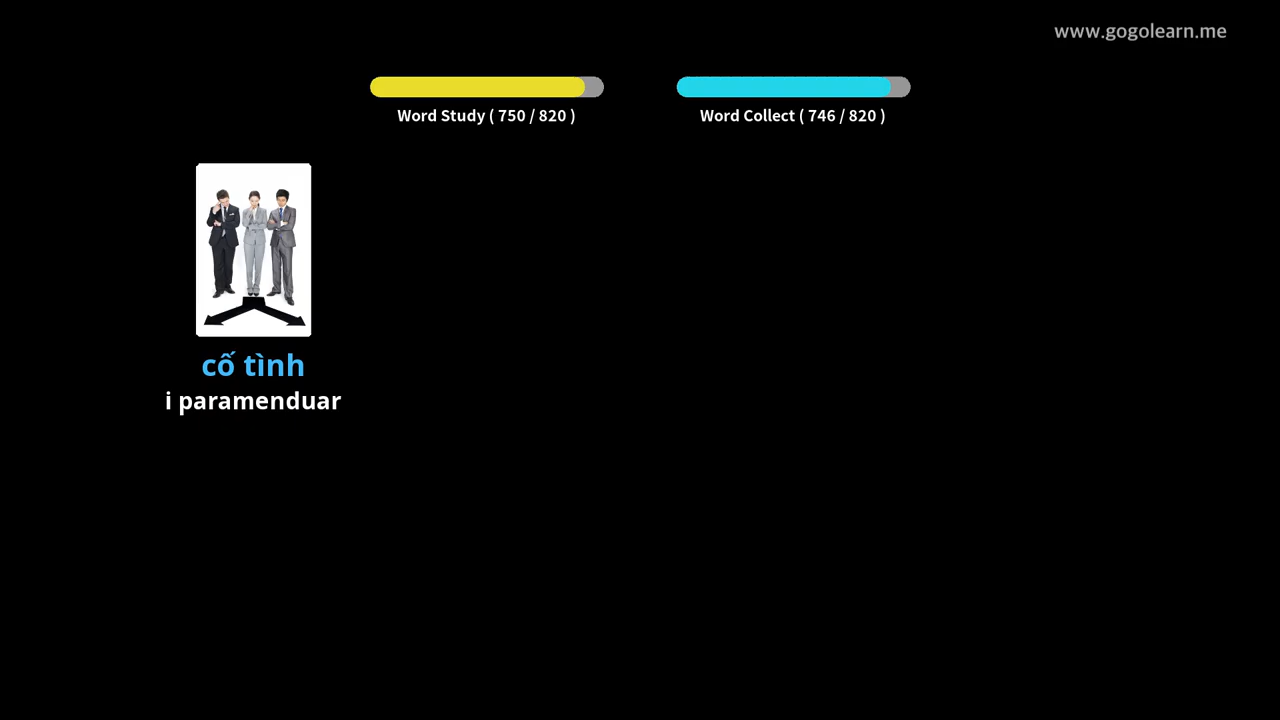 www.gogolearn.me
Word Study ( 750 / 820 )
Word Collect ( 746 / 820 )
cố tình
i paramenduar